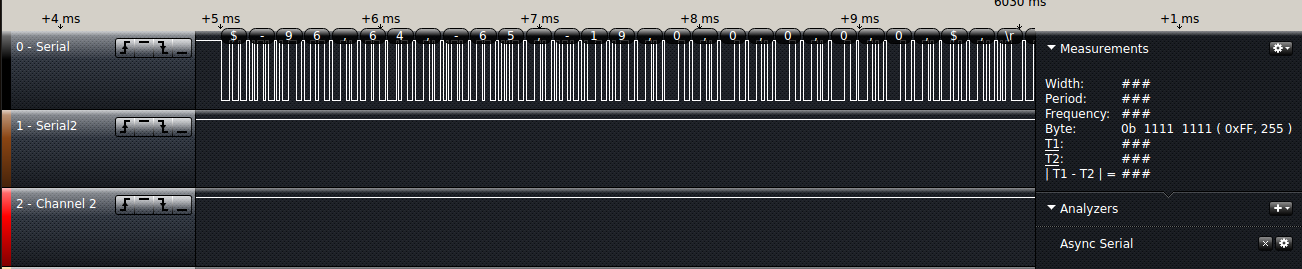 6030 ms
+4 ms +5 ms +6 ms +7 ms +8 ms +9 ms +1 ms
0 - Serial
$ - 9 6 , 6 4 , - 6 5 , - 1 9 , 0 , 0 , 0 , 0 , 0 , $ , \r
1 - Serial2
2 - Channel 2
Measurements
Width: ###
Period: ###
Frequency: ###
Byte: 0b 1111 1111 ( 0xFF, 255 )
T1: ###
T2: ###
| T1 - T2 | = ###
Analyzers
Async Serial